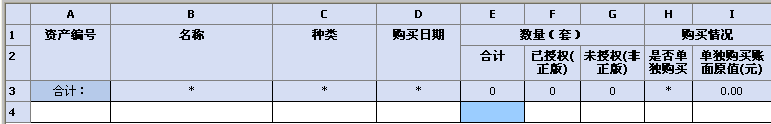 A B C D E F G H I
1 资产编号 名称 种类 购买日期 数量（套） 购买情况
2 合计 已授权(正版) 未授权(非正版) 是否单独购买 单独购买账面原值(元)
3 合计： * * * 0 0 0 * 0.00
4